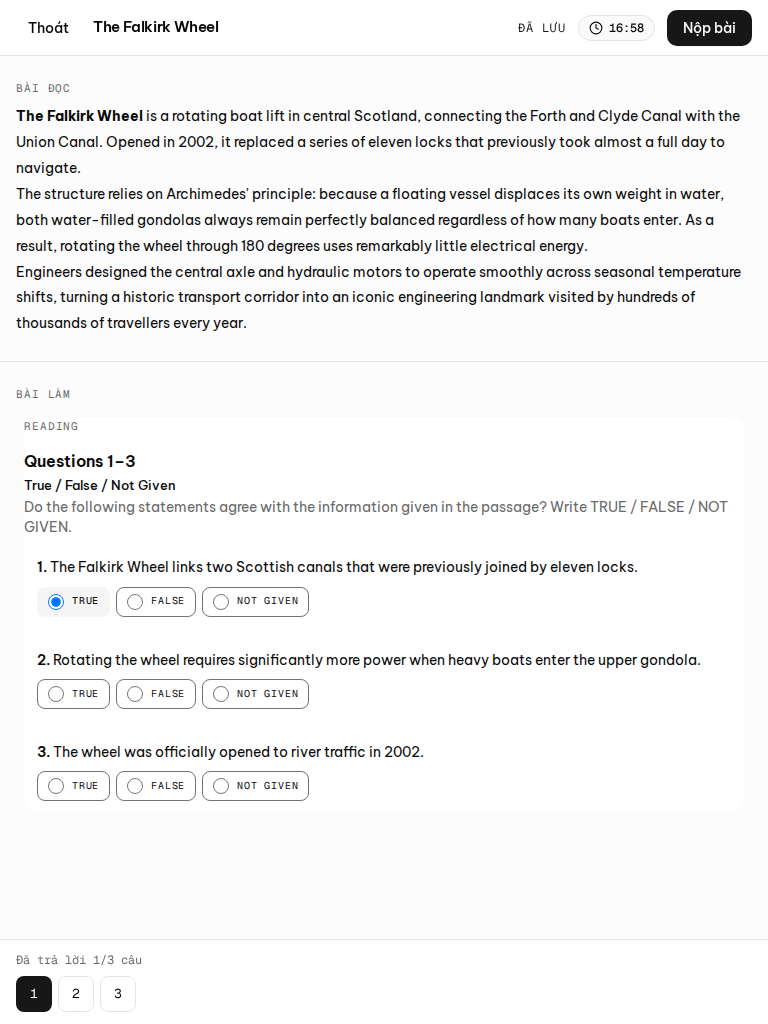 Thoát The Falkirk Wheel ĐÃ LƯU 16:58 Nộp bài
BÀI ĐỌC
The Falkirk Wheel is a rotating boat lift in central Scotland, connecting the Forth and Clyde Canal with the
Union Canal. Opened in 2002, it replaced a series of eleven locks that previously took almost a full day to
navigate.
The structure relies on Archimedes' principle: because a floating vessel displaces its own weight in water,
both water-filled gondolas always remain perfectly balanced regardless of how many boats enter. As a
result, rotating the wheel through 180 degrees uses remarkably little electrical energy.
Engineers designed the central axle and hydraulic motors to operate smoothly across seasonal temperature
shifts, turning a historic transport corridor into an iconic engineering landmark visited by hundreds of
thousands of travellers every year.
BÀI LÀM
READING
Questions 1–3
True / False / Not Given
Do the following statements agree with the information given in the passage? Write TRUE / FALSE / NOT
GIVEN.
1. The Falkirk Wheel links two Scottish canals that were previously joined by eleven locks.
TRUE FALSE NOT GIVEN
2. Rotating the wheel requires significantly more power when heavy boats enter the upper gondola.
TRUE FALSE NOT GIVEN
3. The wheel was officially opened to river traffic in 2002.
TRUE FALSE NOT GIVEN
Đã trả lời 1/3 câu
1 2 3